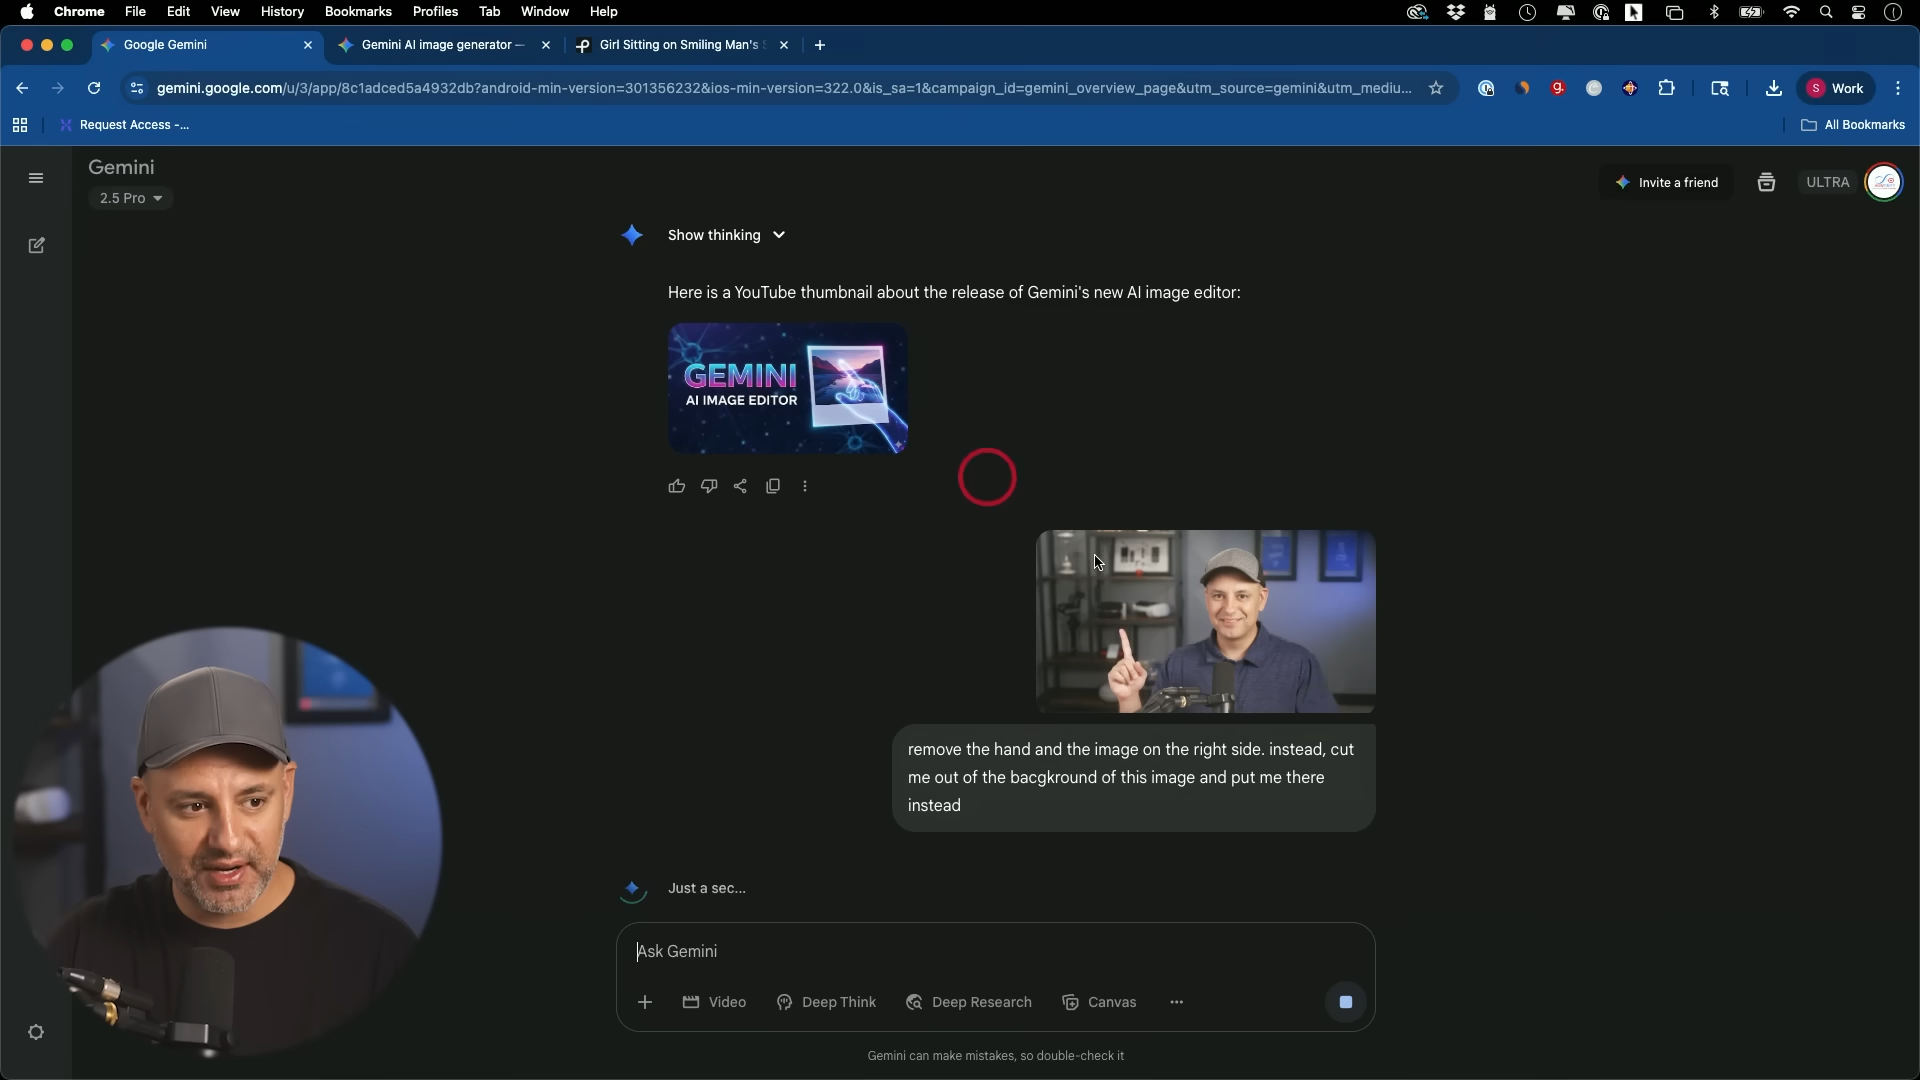 Chrome File Edit View History Bookmarks Profiles Tab Window Help
Google Gemini
Gemini AI image generator —
Girl Sitting on Smiling Man's
gemini.google.com/u/3/app/8c1adced5a4932db?android-min-version=301356232&ios-min-version=322.0&is_sa=1&campaign_id=gemini_overview_page&utm_source=gemini&utm_mediu...
Work
Request Access -...
All Bookmarks
Gemini
2.5 Pro
Invite a friend
ULTRA
Show thinking
Here is a YouTube thumbnail about the release of Gemini's new AI image editor:
GEMINI
AI IMAGE EDITOR
remove the hand and the image on the right side. instead, cut
me out of the bacgkround of this image and put me there
instead
Just a sec...
Ask Gemini
Video Deep Think Deep Research Canvas
Gemini can make mistakes, so double-check it